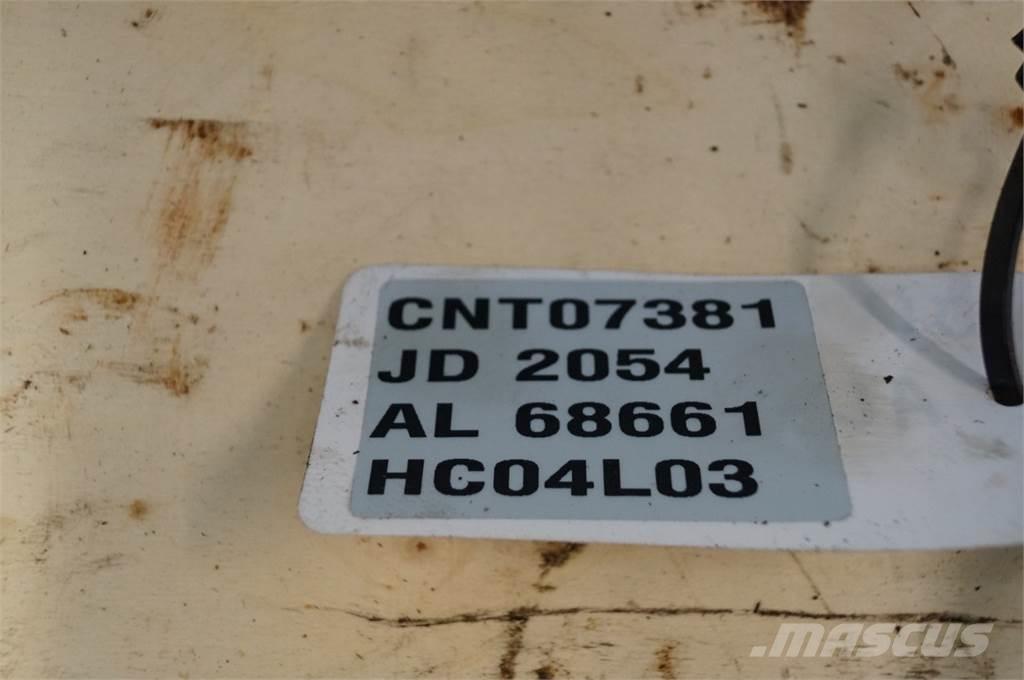 CNT07381
JD 2054
AL 68661
HC04L03
MASCUS